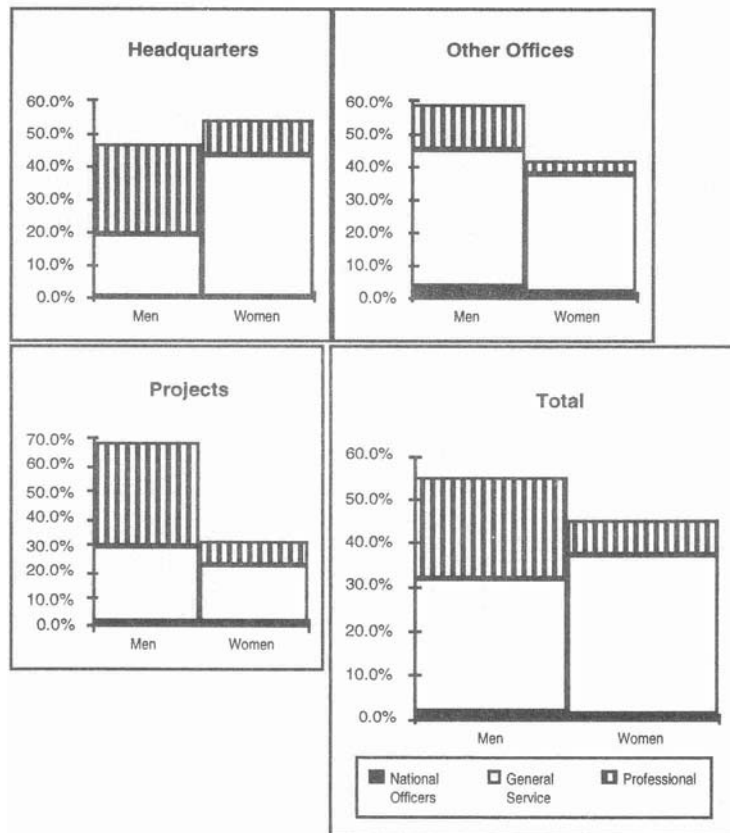 Headquarters
60.0%
50.0%
40.0%
30.0%
20.0%
10.0%
0.0%
Men Women
Other Offices
60.0%
50.0%
40.0%
30.0%
20.0%
10.0%
0.0%
Men Women
Projects
70.0%
60.0%
50.0%
40.0%
30.0%
20.0%
10.0%
0.0%
Men Women
Total
60.0%
50.0%
40.0%
30.0%
20.0%
10.0%
0.0%
Men Women
National General Professional
Officers Service